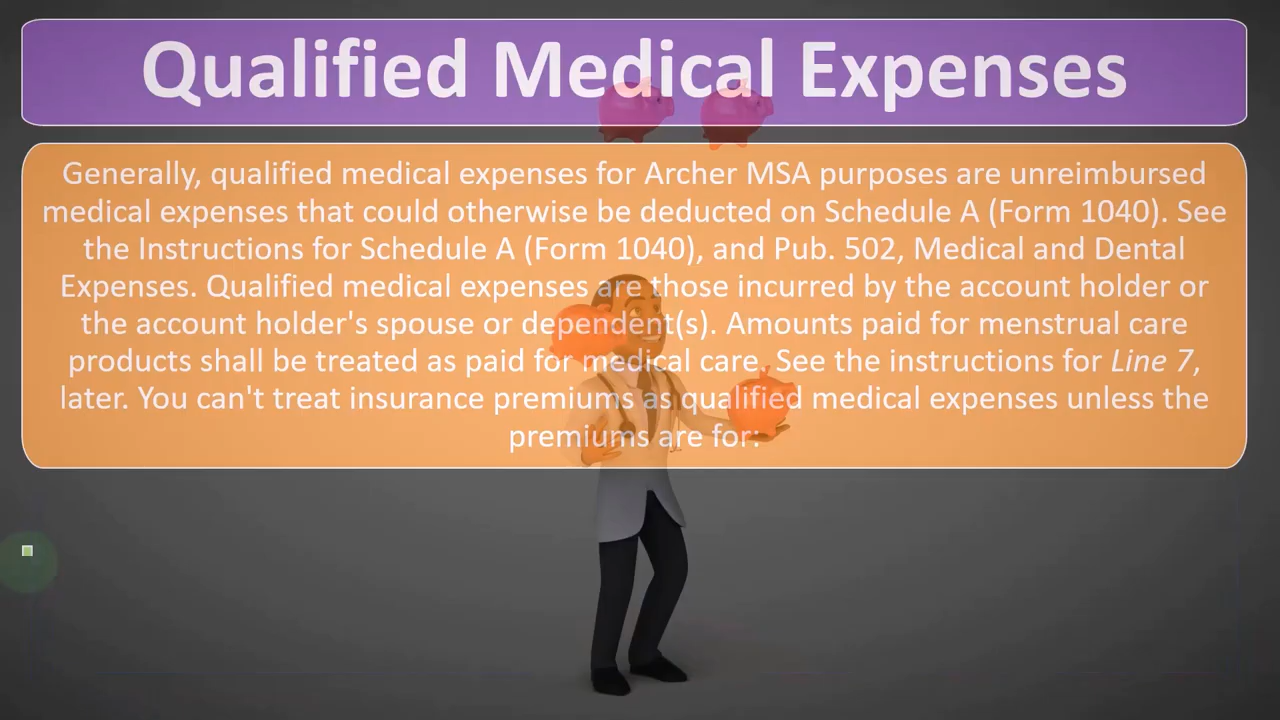 Qualified Medical Expenses
Generally, qualified medical expenses for Archer MSA purposes are unreimbursed
medical expenses that could otherwise be deducted on Schedule A (Form 1040). See
the Instructions for Schedule A (Form 1040), and Pub. 502, Medical and Dental
Expenses. Qualified medical expenses are those incurred by the account holder or
the account holder's spouse or dependent(s). Amounts paid for menstrual care
products shall be treated as paid for medical care. See the instructions for Line 7,
later. You can't treat insurance premiums as qualified medical expenses unless the
premiums are for: